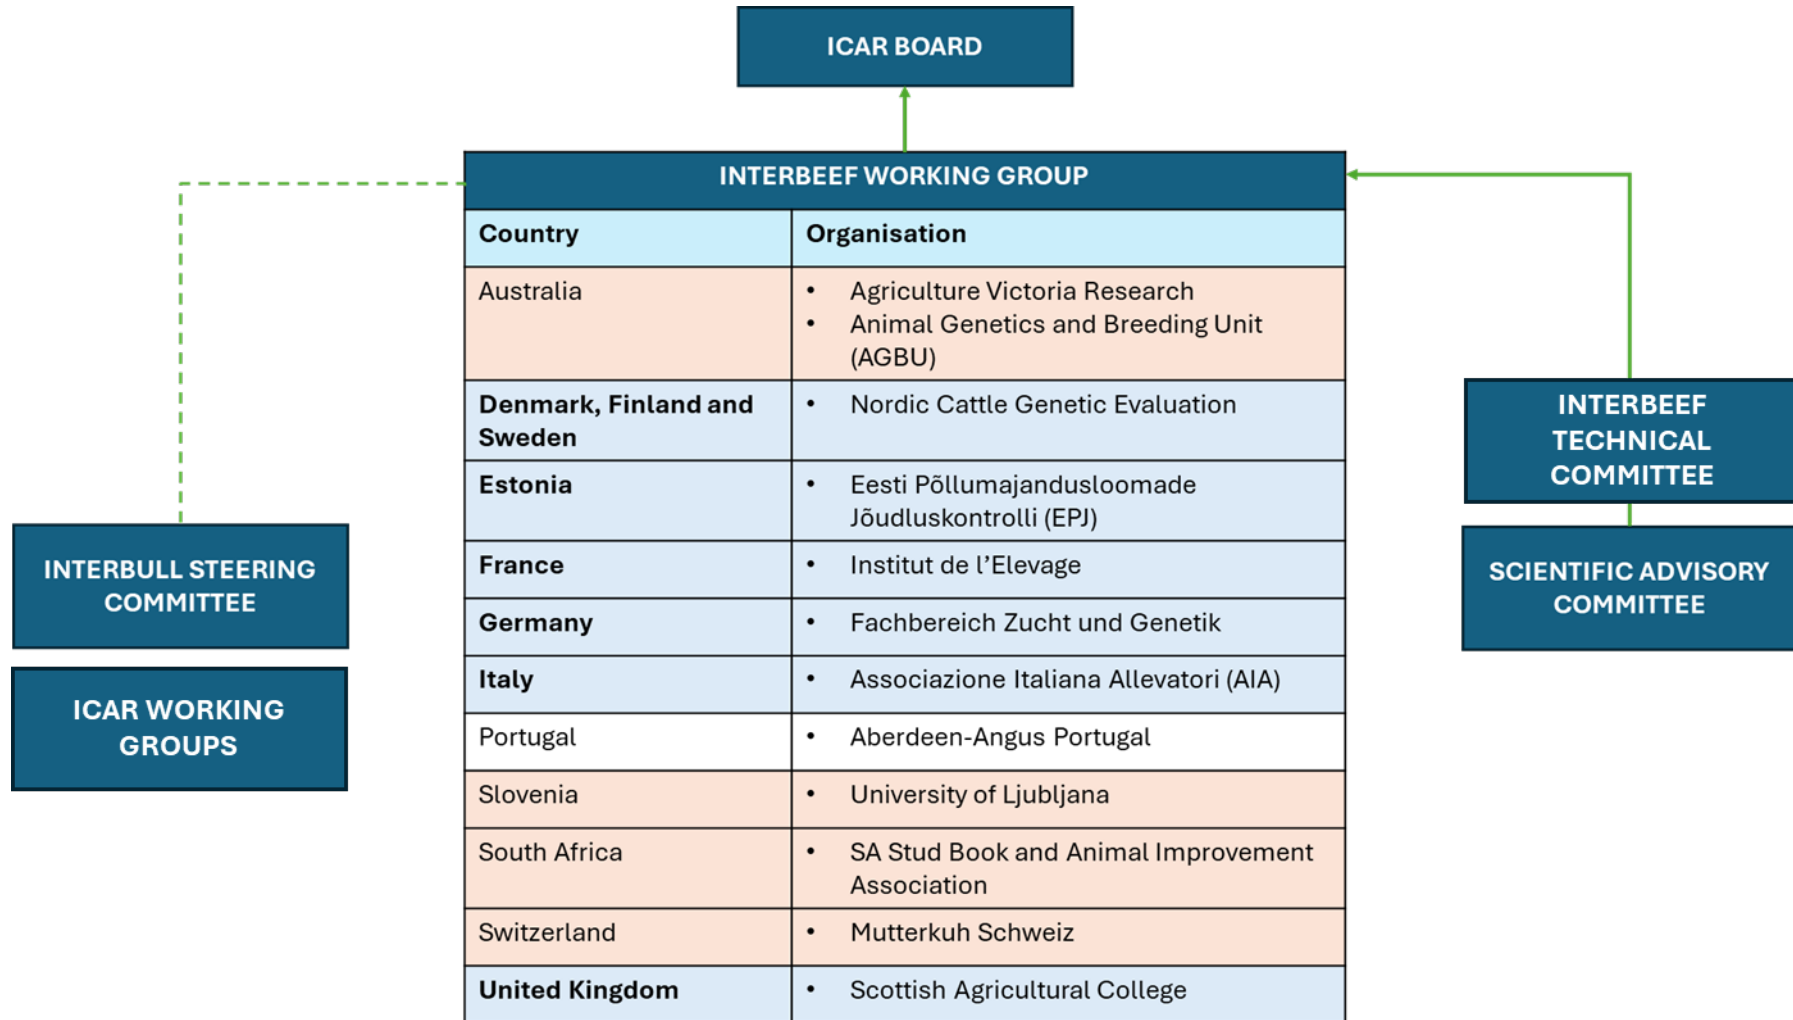 ICAR BOARD
INTERBEEF WORKING GROUP
Country Organisation
Australia • Agriculture Victoria Research
• Animal Genetics and Breeding Unit
(AGBU)
Denmark, Finland and
Sweden
• Nordic Cattle Genetic Evaluation
Estonia • Eesti Põllumajandusloomade
Jõudluskontrolli (EPJ)
France • Institut de l’Elevage
Germany • Fachbereich Zucht und Genetik
Italy • Associazione Italiana Allevatori (AIA)
Portugal • Aberdeen-Angus Portugal
Slovenia • University of Ljubljana
South Africa • SA Stud Book and Animal Improvement
Association
Switzerland • Mutterkuh Schweiz
United Kingdom • Scottish Agricultural College
INTERBULL STEERING
COMMITTEE
ICAR WORKING
GROUPS
INTERBEEF
TECHNICAL
COMMITTEE
SCIENTIFIC ADVISORY
COMMITTEE